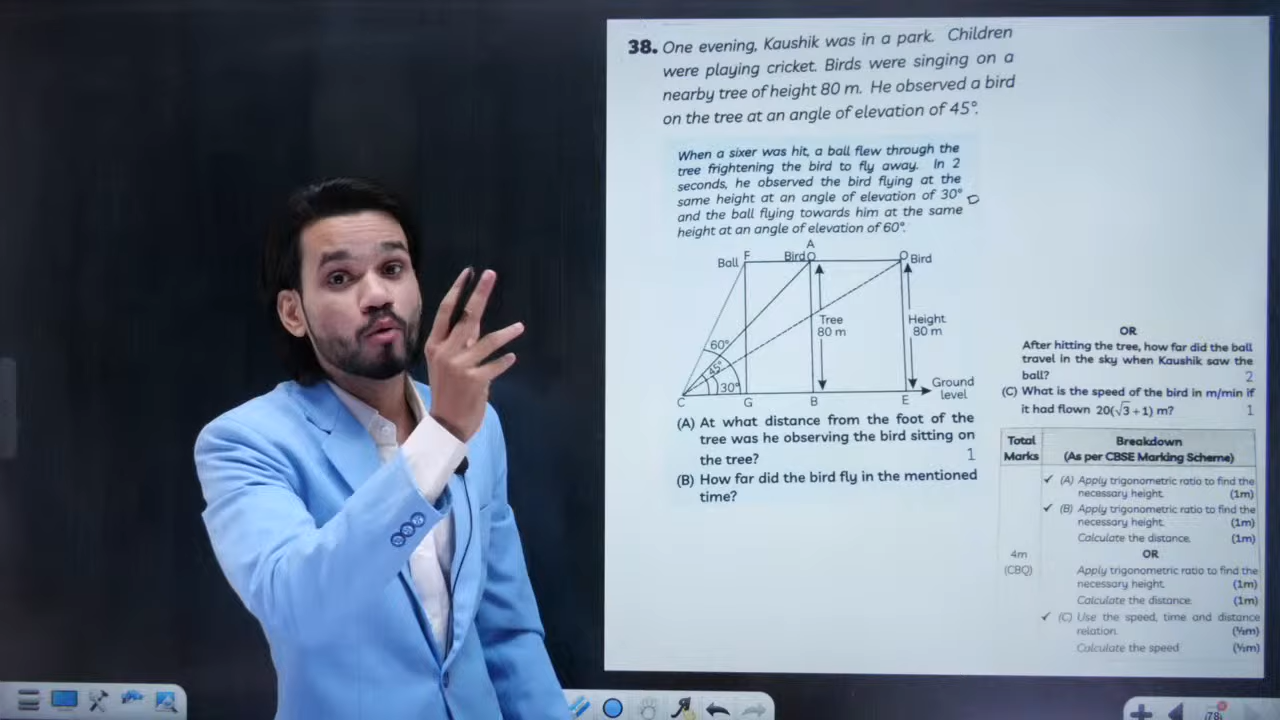 38. One evening, Kaushik was in a park. Children
were playing cricket. Birds were singing on a
nearby tree of height 80 m. He observed a bird
on the tree at an angle of elevation of 45°.
When a sixer was hit, a ball flew through the
tree frightening the bird to fly away. In 2
seconds, he observed the bird flying at the
same height at an angle of elevation of 30°
and the ball flying towards him at the same
height at an angle of elevation of 60°.
A
Ball F Bird Bird
Tree
80 m
Height
80 m
60°
45°
30°
Ground
level
C G B E
(A) At what distance from the foot of the
tree was he observing the bird sitting on
the tree? 1
(B) How far did the bird fly in the mentioned
time?
OR
After hitting the tree, how far did the ball
travel in the sky when Kaushik saw the
ball? 2
(C) What is the speed of the bird in m/min if
it had flown 20(√3 + 1) m? 1
Total
Marks
Breakdown
(As per CBSE Marking Scheme)
4m
(CBQ)
✓ (A) Apply trigonometric ratio to find the
necessary height. (1m)
✓ (B) Apply trigonometric ratio to find the
necessary height. (1m)
Calculate the distance. (1m)
OR
Apply trigonometric ratio to find the
necessary height. (1m)
Calculate the distance. (1m)
✓ (C) Use the speed, time and distance
relation. (½m)
Calculate the speed (½m)
(78)